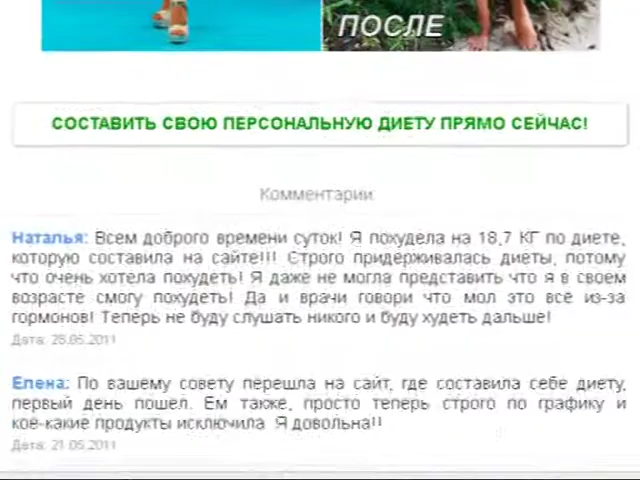 ПОСЛЕ
СОСТАВИТЬ СВОЮ ПЕРСОНАЛЬНУЮ ДИЕТУ ПРЯМО СЕЙЧАС!
Комментарии
Наталья: Всем доброго времени суток! Я похудела на 18,7 КГ по диете,
которую составила на сайте!!! Строго придерживалась диеты, потому
что очень хотела похудеть! Я даже не могла представить что я в своем
возрасте смогу похудеть! Да и врачи говори что мол это всё из-за
гормонов! Теперь не буду слушать никого и буду худеть дальше!
Дата: 26.05.2011
Елена: По вашему совету перешла на сайт, где составила себе диету,
первый день пошел. Ем также, просто теперь строго по графику и
кое-какие продукты исключила Я довольна!!
Дата: 21.05.2011